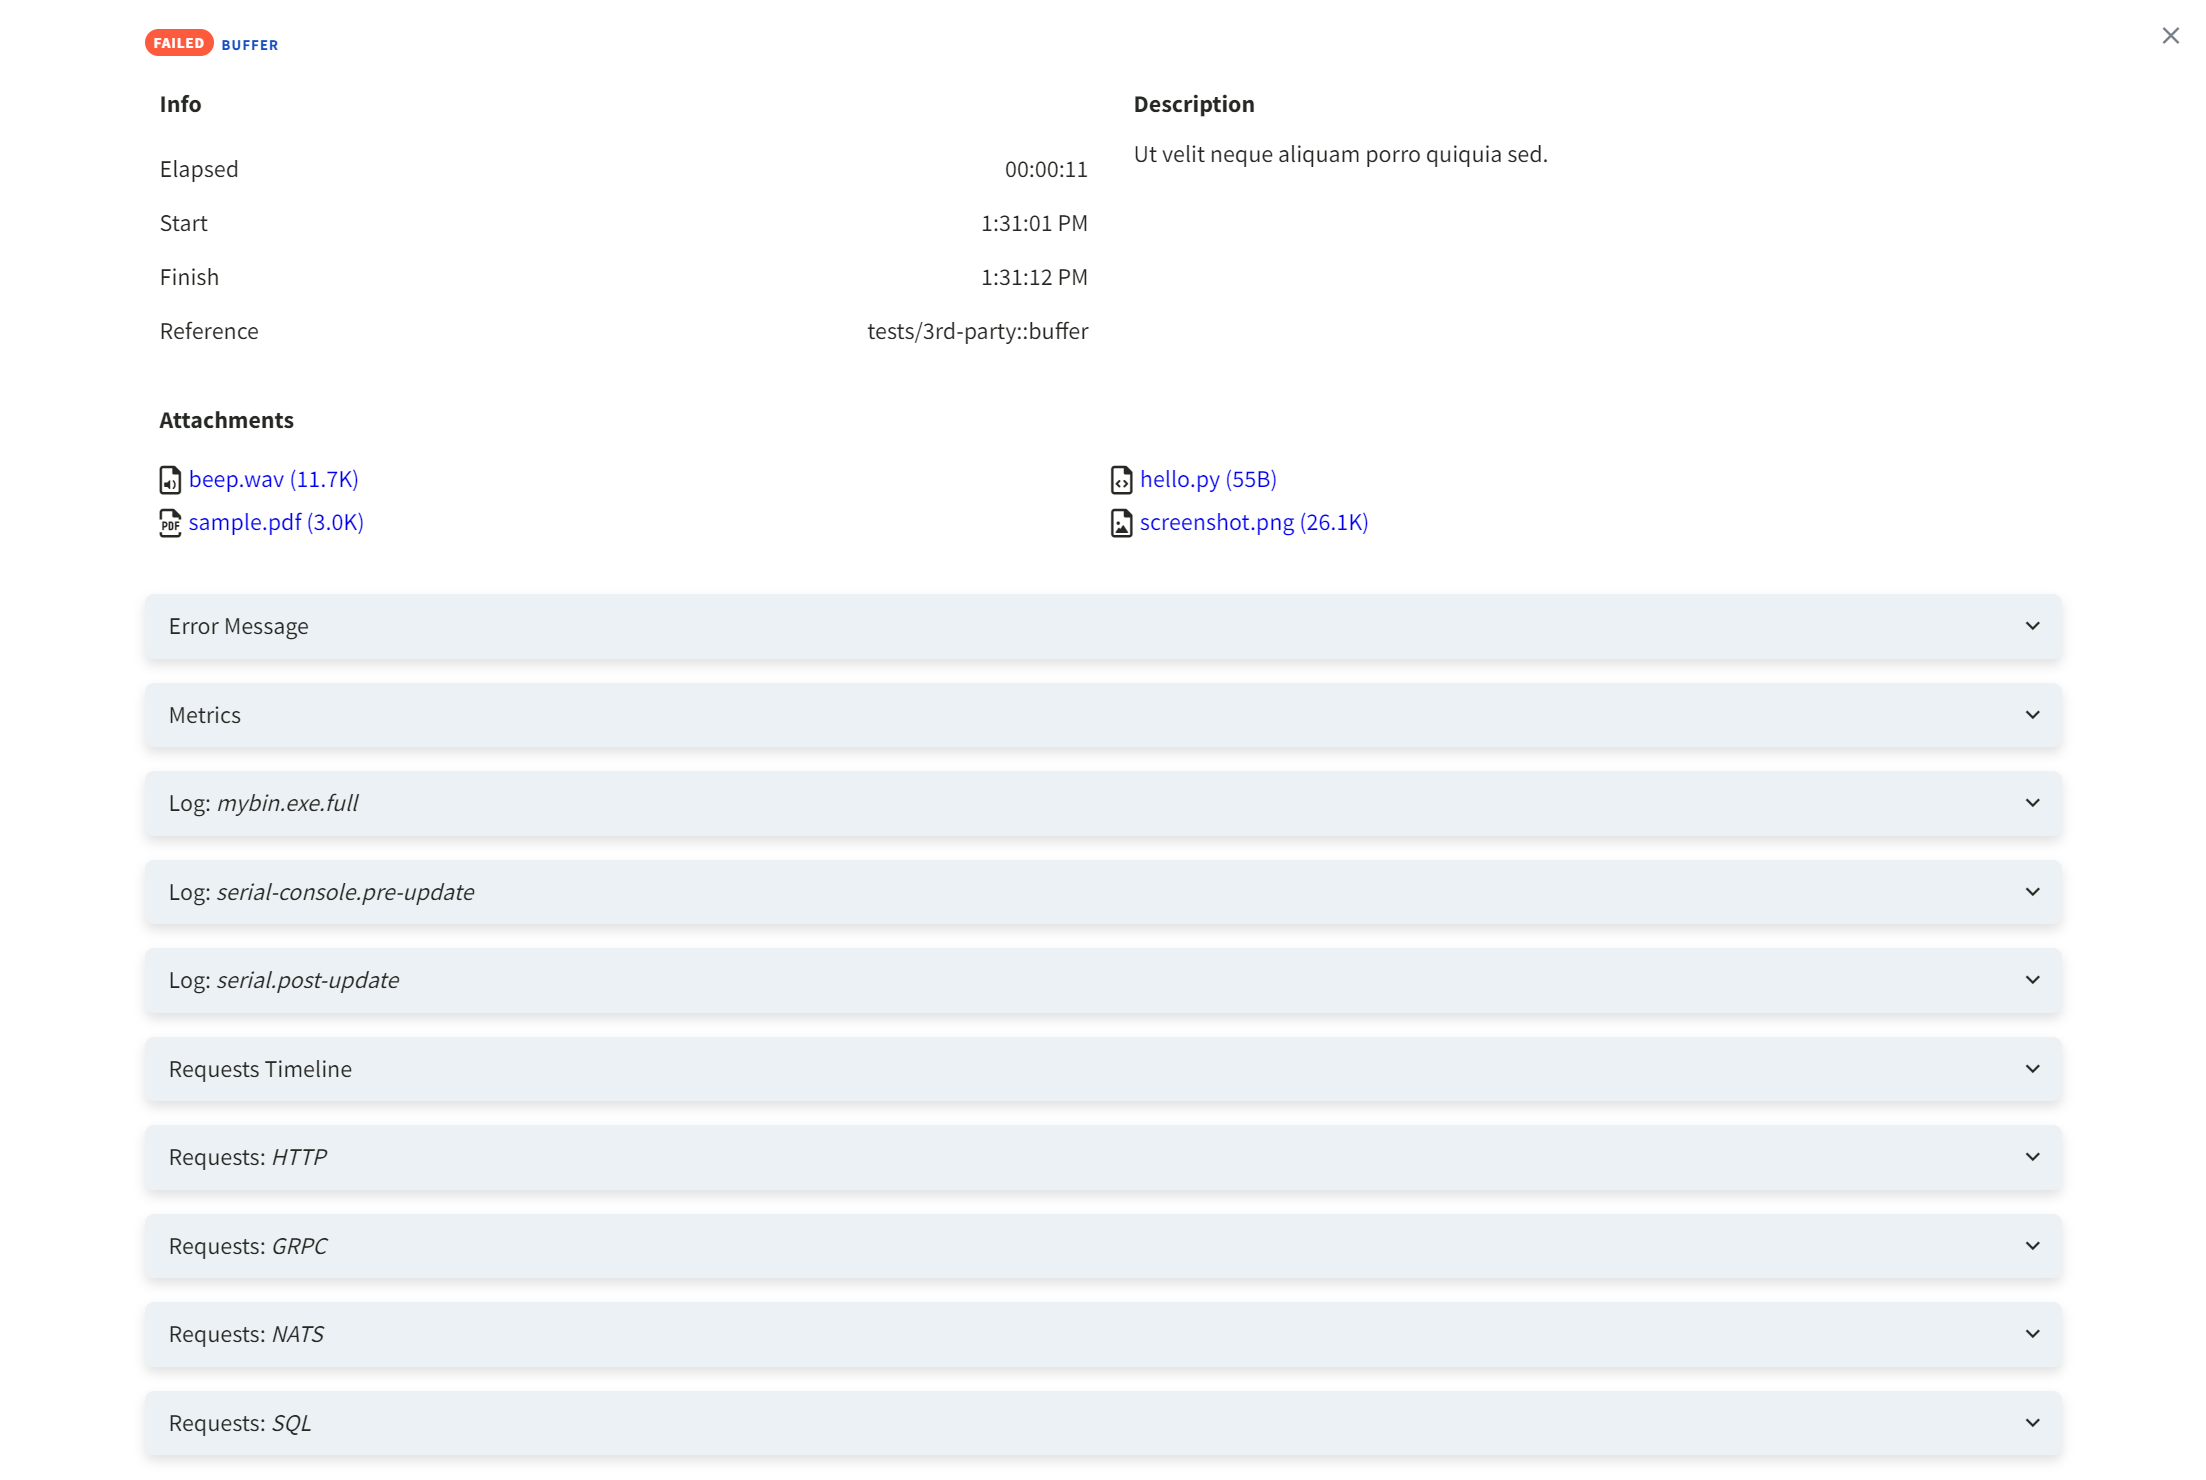 FAILED BUFFER
Info
Elapsed 00:00:11
Start 1:31:01 PM
Finish 1:31:12 PM
Reference tests/3rd-party::buffer
Description
Ut velit neque aliquam porro quiquia sed.
Attachments
beep.wav (11.7K)
hello.py (55B)
PDF sample.pdf (3.0K)
screenshot.png (26.1K)
Error Message
Metrics
Log: mybin.exe.full
Log: serial-console.pre-update
Log: serial.post-update
Requests Timeline
Requests: HTTP
Requests: GRPC
Requests: NATS
Requests: SQL